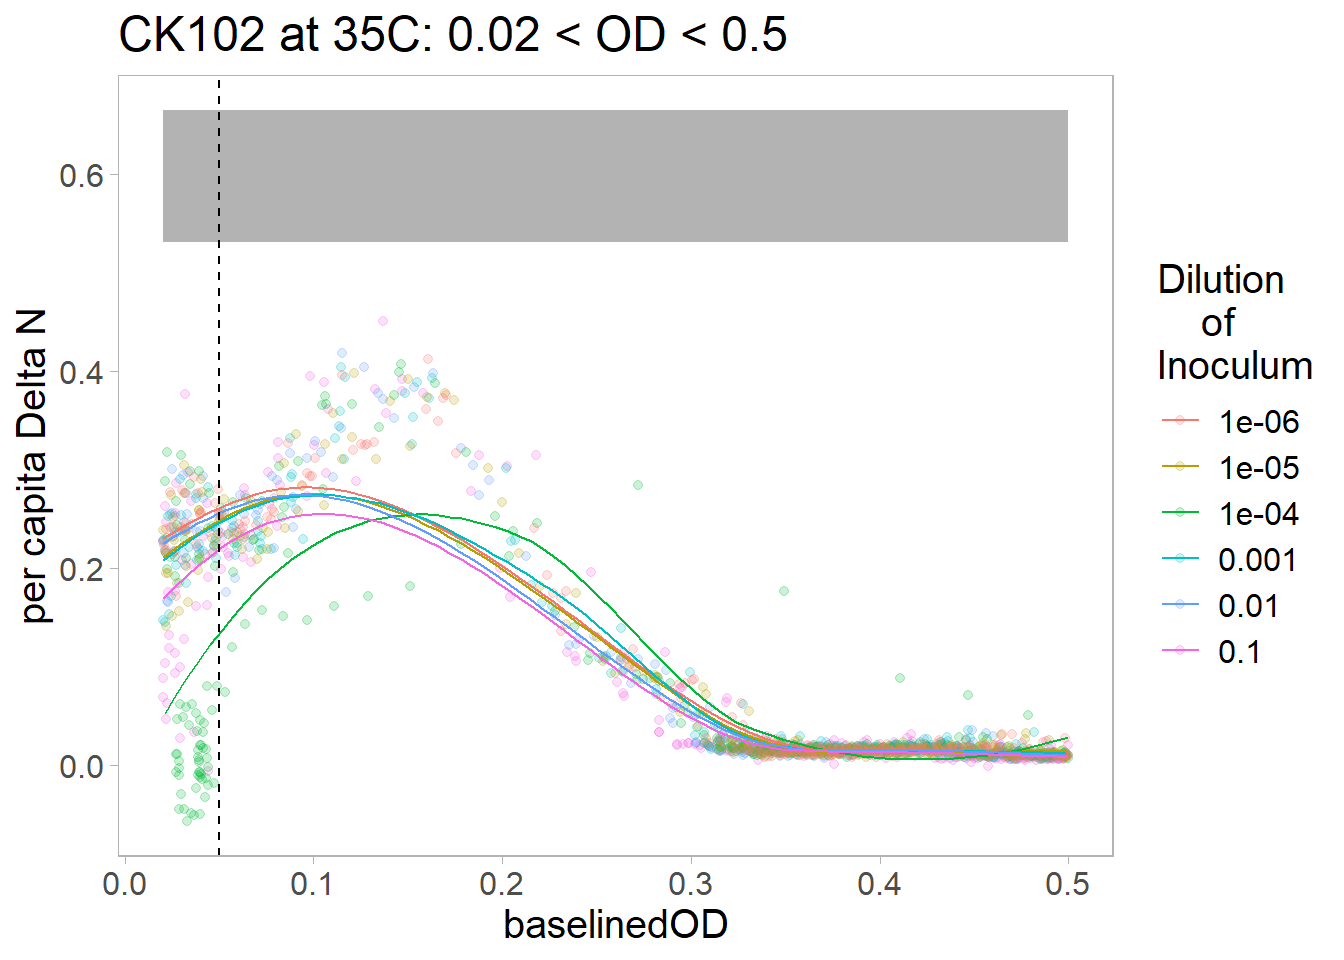 CK102 at 35C: 0.02 < OD < 0.5
per capita Delta N
0.6
0.4
0.2
0.0
0.0 0.1 0.2 0.3 0.4 0.5
baselinedOD
Dilution
of
Inoculum
1e-06
1e-05
1e-04
0.001
0.01
0.1